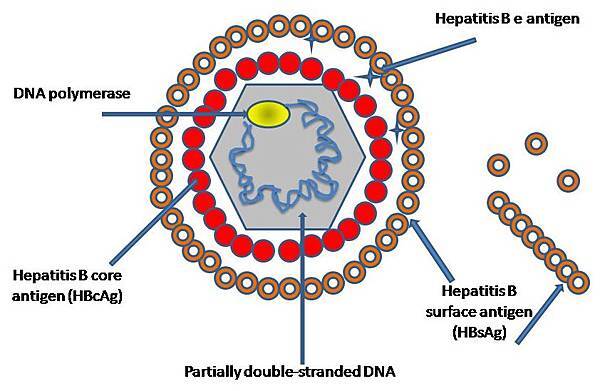 Hepatitis B e antigen
DNA polymerase
Hepatitis B core
antigen (HBcAg)
Hepatitis B
surface antigen
(HBsAg)
Partially double-stranded DNA